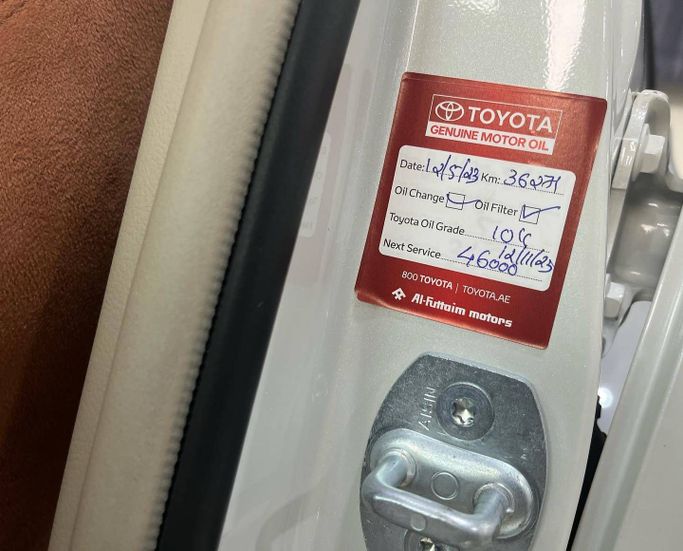 TOYOTA
GENUINE MOTOR OIL
Date: 12/5/23 Km: 36271
Oil Change Oil Filter
Toyota Oil Grade
12/11/23
Next Service 46000
800 TOYOTA | TOYOTA.AE
Al-Futtaim motors
AISIN